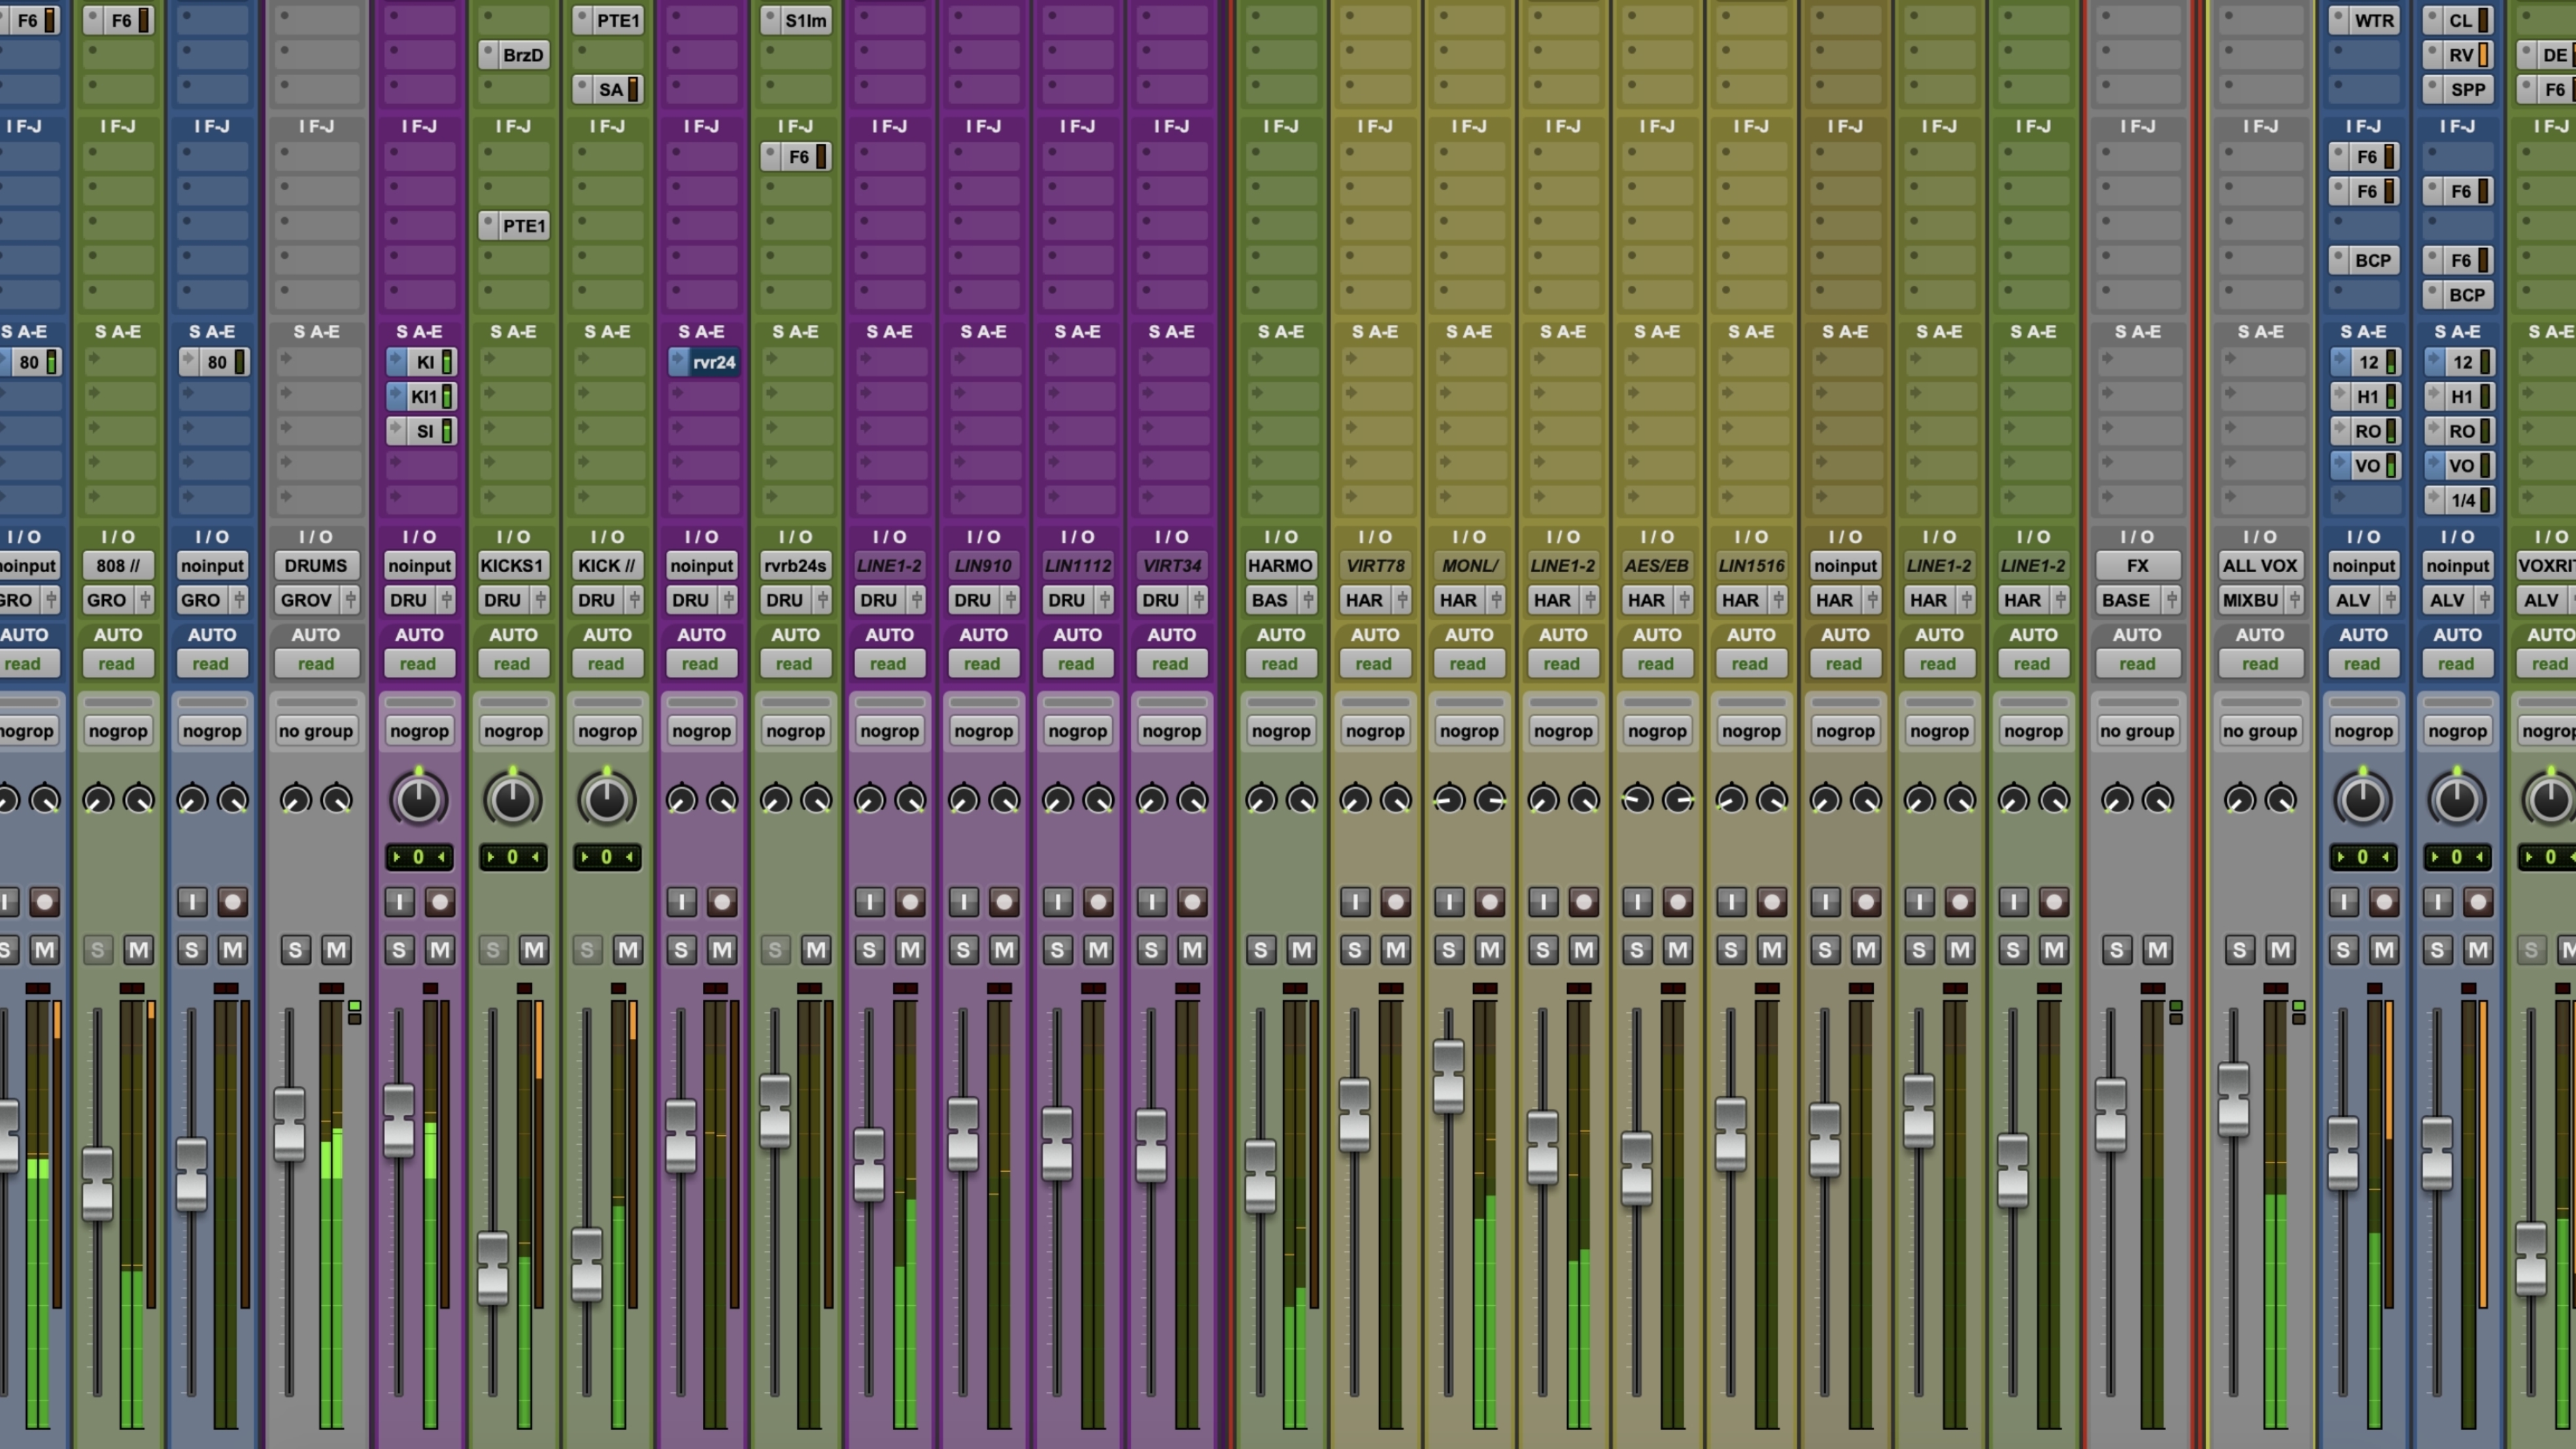 F6 F6 PTE1 S1lm WTR CL
BrzD RV DE
SA SPP F6
I F-J I F-J I F-J I F-J I F-J I F-J I F-J I F-J I F-J I F-J I F-J I F-J I F-J I F-J I F-J I F-J I F-J I F-J I F-J I F-J I F-J I F-J I F-J I F-J I F-J I F-J I F-J
F6 F6
F6 F6
PTE1
BCP F6
BCP
S A-E S A-E S A-E S A-E S A-E S A-E S A-E S A-E S A-E S A-E S A-E S A-E S A-E S A-E S A-E S A-E S A-E S A-E S A-E S A-E S A-E S A-E S A-E S A-E S A-E S A-E S A-E
80 80 KI rvr24 12 12
KI1 H1 H1
SI RO RO
VO VO
1/4
I / O I / O I / O I / O I / O I / O I / O I / O I / O I / O I / O I / O I / O I / O I / O I / O I / O I / O I / O I / O I / O I / O I / O I / O I / O I / O I / O
noinput 808 // noinput DRUMS noinput KICKS1 KICK // noinput rvrb24s LINE1-2 LIN910 LIN1112 VIRT34 HARMO VIRT78 MONL/ LINE1-2 AES/EB LIN1516 noinput LINE1-2 LINE1-2 FX ALL VOX noinput noinput VOXRI
GRO GRO GRO GROV DRU DRU DRU DRU DRU DRU DRU DRU DRU BAS HAR HAR HAR HAR HAR HAR HAR HAR BASE MIXBU ALV ALV ALV
AUTO AUTO AUTO AUTO AUTO AUTO AUTO AUTO AUTO AUTO AUTO AUTO AUTO AUTO AUTO AUTO AUTO AUTO AUTO AUTO AUTO AUTO AUTO AUTO AUTO AUTO AUTO
read read read read read read read read read read read read read read read read read read read read read read read read read read read
nogrop nogrop nogrop no group nogrop nogrop nogrop nogrop nogrop nogrop nogrop nogrop nogrop nogrop nogrop nogrop nogrop nogrop nogrop nogrop nogrop nogrop no group no group nogrop nogrop nogrop
0 0 0 0 0 0
I I I I I I I I I I I I I I I I I I
S M S M S M S M S M S M S M S M S M S M S M S M S M S M S M S M S M S M S M S M S M S M S M S M S M S M S M